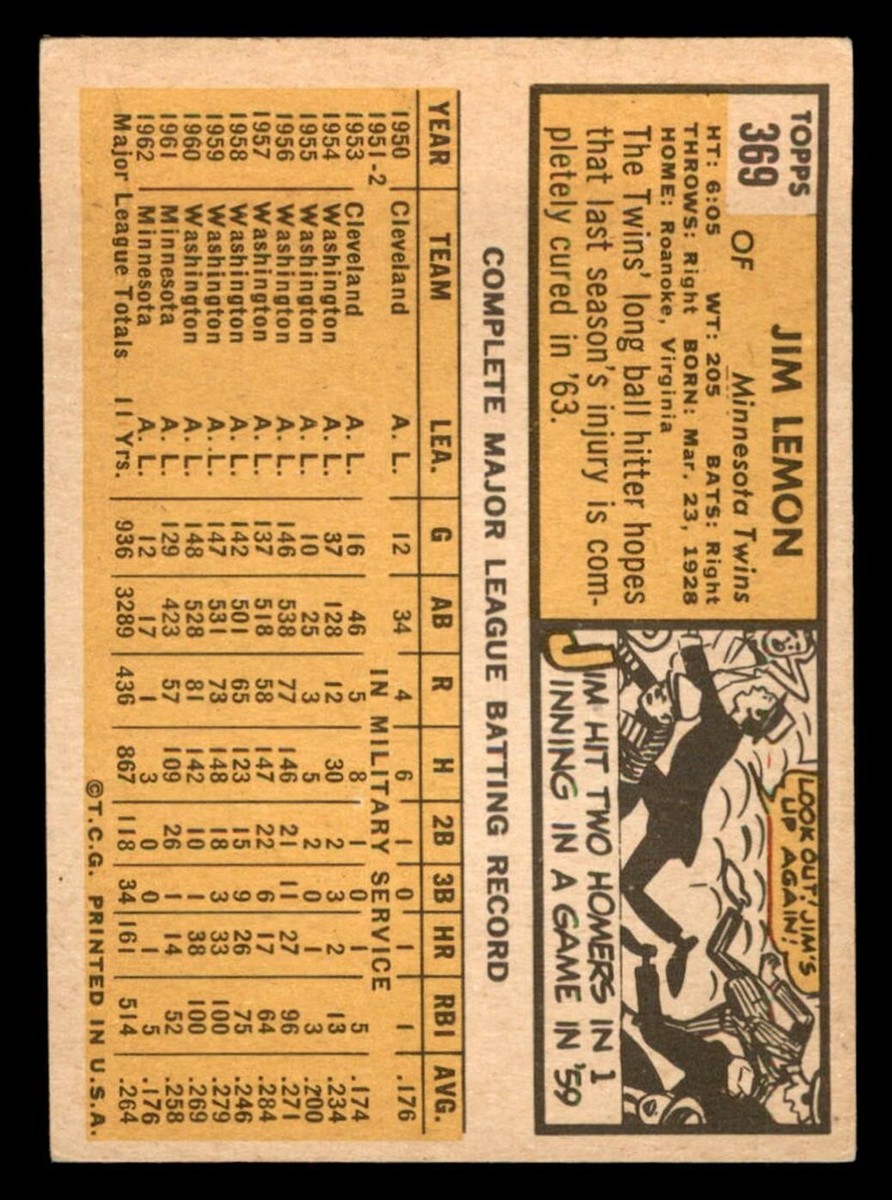 TOPPS
369
JIM LEMON
OF Minnesota Twins
HT: 6:05 WT: 205 BATS: Right
THROWS: Right BORN: Mar. 23, 1928
HOME: Roanoke, Virginia
The Twins' long ball hitter hopes
that last season's injury is com-
pletely cured in '63.
LOOK OUT! JIM'S
UP AGAIN!
JIM HIT TWO HOMERS IN 1
INNING IN A GAME IN '59
COMPLETE MAJOR LEAGUE BATTING RECORD
YEAR TEAM LEA. G AB R H 2B 3B HR RBI AVG.
1950 Cleveland A. L. 12 34 4 6 1 0 1 1 .176
1951-2 IN MILITARY SERVICE
1953 Cleveland A. L. 16 46 5 8 1 0 1 5 .174
1954 Washington A. L. 37 128 12 30 2 3 2 13 .234
1955 Washington A. L. 10 25 3 5 2 0 1 3 .200
1956 Washington A. L. 146 538 77 146 21 11 27 96 .271
1957 Washington A. L. 137 518 58 147 22 6 17 64 .284
1958 Washington A. L. 142 501 65 123 15 9 26 75 .246
1959 Washington A. L. 147 531 73 148 18 3 33 100 .279
1960 Washington A. L. 148 528 81 142 10 1 38 100 .269
1961 Minnesota A. L. 129 423 57 109 26 1 14 52 .258
1962 Minnesota A. L. 12 17 1 3 0 0 1 5 .176
Major League Totals 11 Yrs. 936 3289 436 867 118 34 161 514 .264
©T.C.G. PRINTED IN U.S.A.